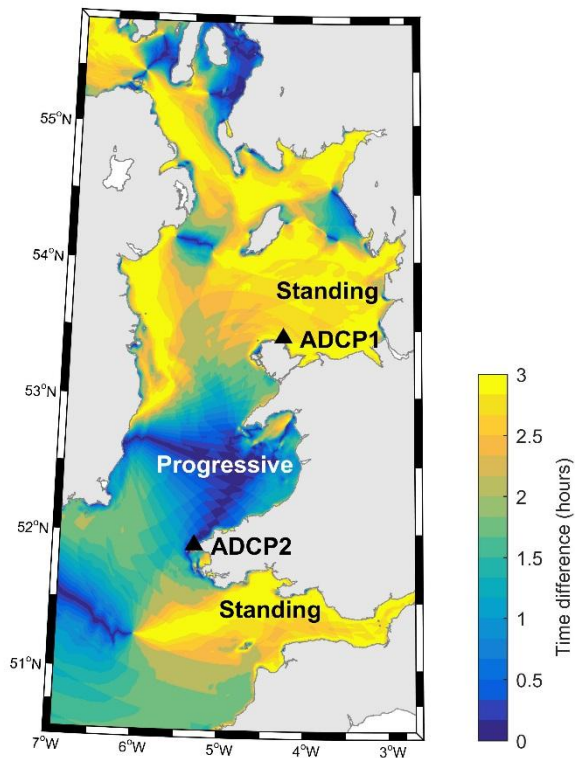 55°N
54°N
Standing
ADCP1
53°N
Progressive
52°N
ADCP2
Standing
51°N
7°W
6°W
5°W
4°W
3°W
3
2.5
2
1.5
1
0.5
0
Time difference (hours)